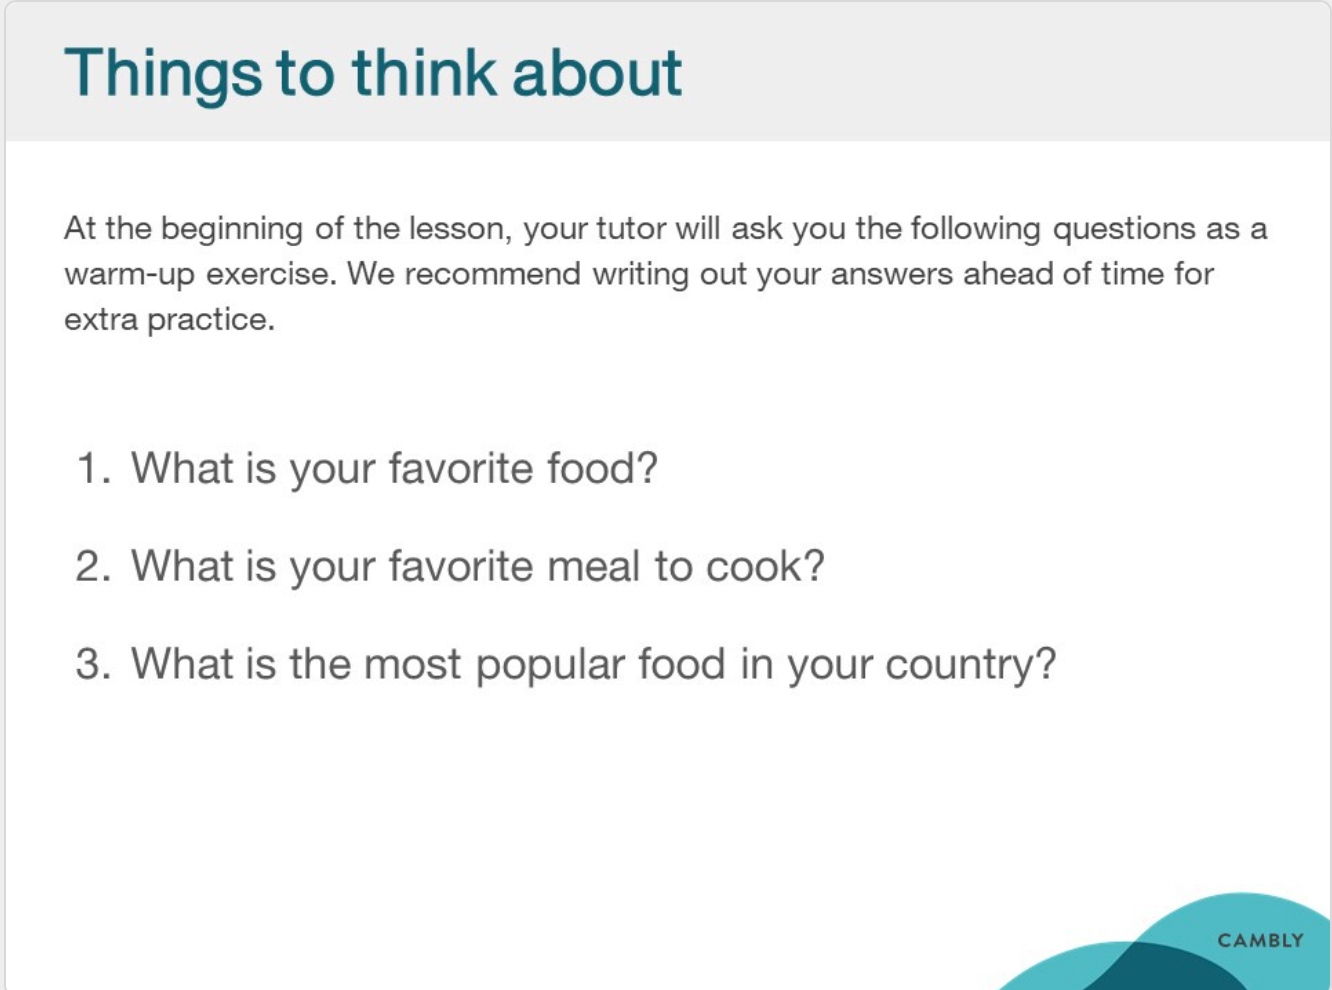 Things to think about
At the beginning of the lesson, your tutor will ask you the following questions as a
warm-up exercise. We recommend writing out your answers ahead of time for
extra practice.
1. What is your favorite food?
2. What is your favorite meal to cook?
3. What is the most popular food in your country?
CAMBLY